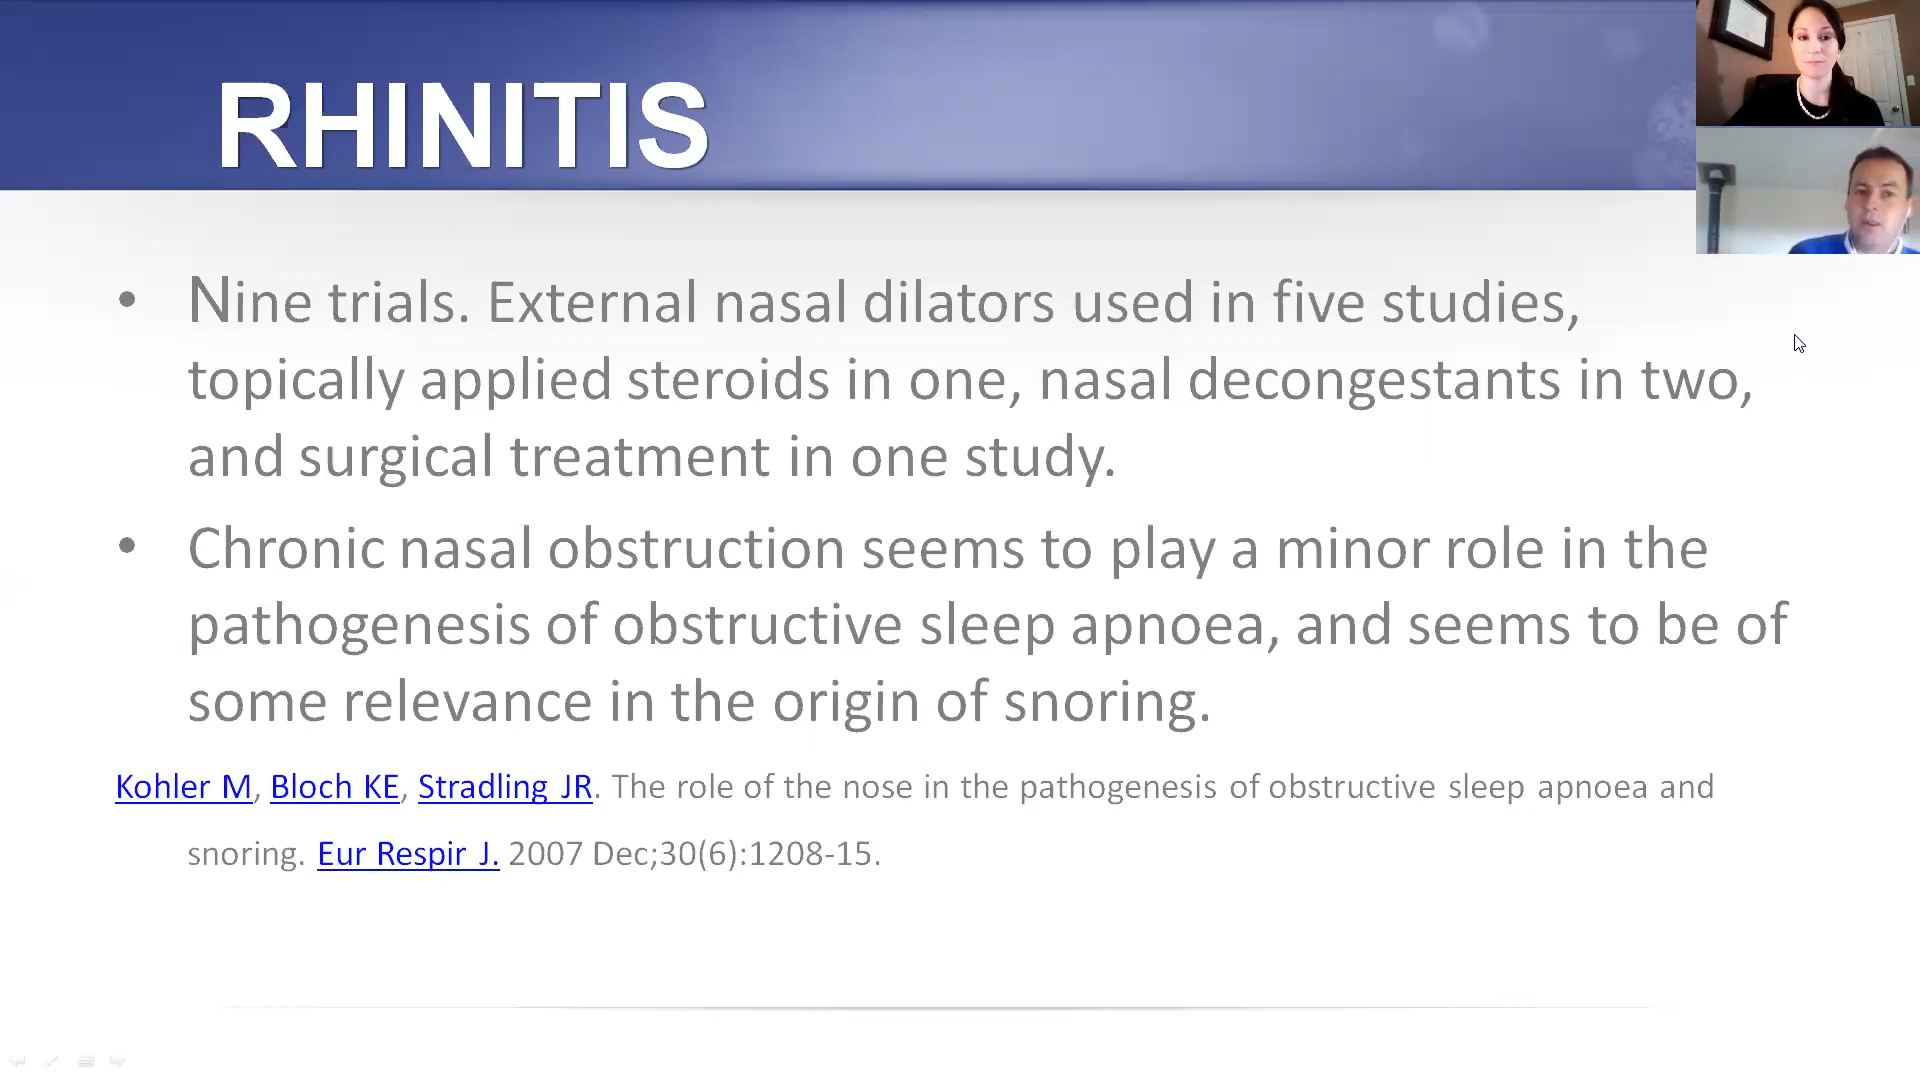 RHINITIS
• Nine trials. External nasal dilators used in five studies,
topically applied steroids in one, nasal decongestants in two,
and surgical treatment in one study.
• Chronic nasal obstruction seems to play a minor role in the
pathogenesis of obstructive sleep apnoea, and seems to be of
some relevance in the origin of snoring.
Kohler M, Bloch KE, Stradling JR. The role of the nose in the pathogenesis of obstructive sleep apnoea and
snoring. Eur Respir J. 2007 Dec;30(6):1208-15.